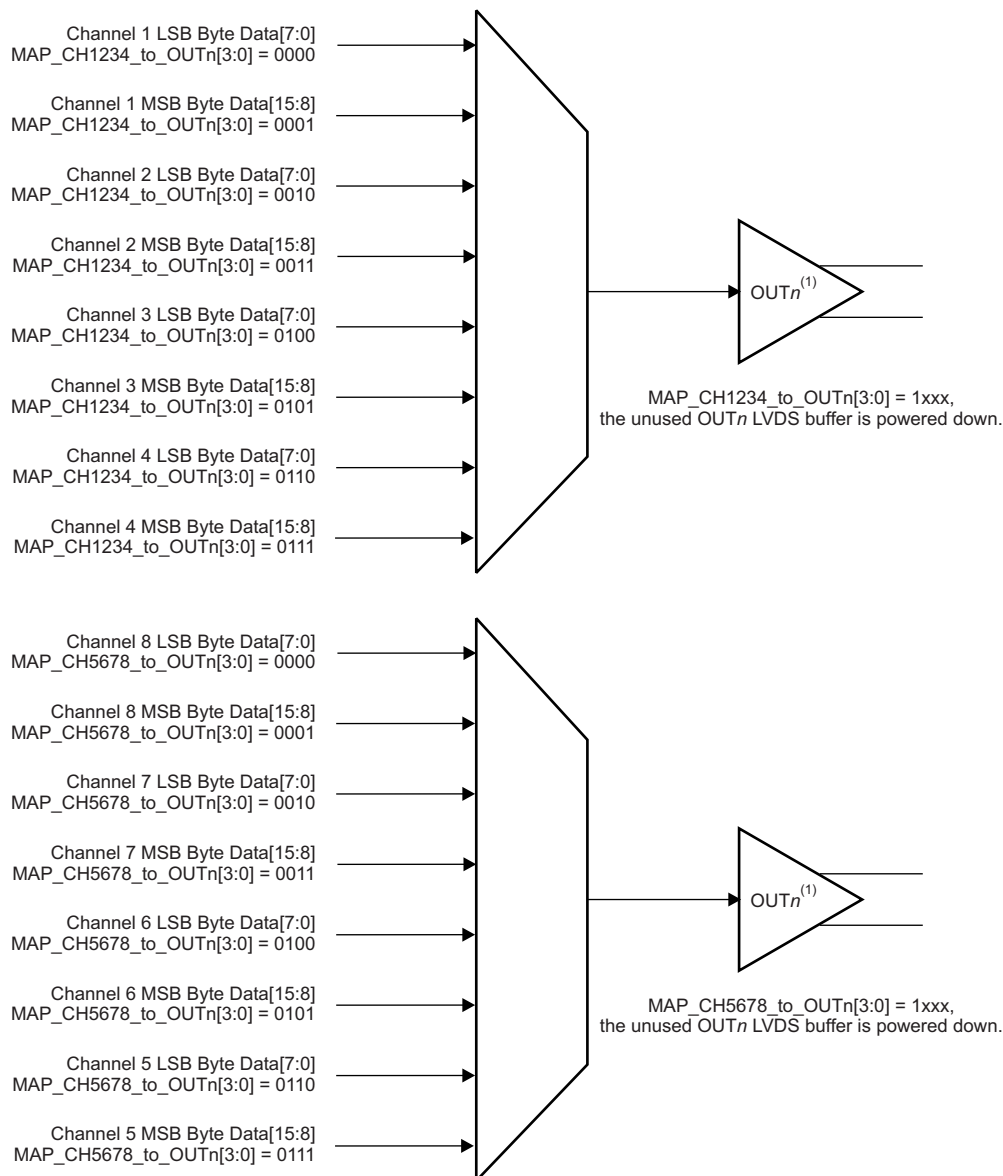 Channel 1 LSB Byte Data[7:0]
MAP_CH1234_to_OUTn[3:0] = 0000
Channel 1 MSB Byte Data[15:8]
MAP_CH1234_to_OUTn[3:0] = 0001
Channel 2 LSB Byte Data[7:0]
MAP_CH1234_to_OUTn[3:0] = 0010
Channel 2 MSB Byte Data[15:8]
MAP_CH1234_to_OUTn[3:0] = 0011
Channel 3 LSB Byte Data[7:0]
MAP_CH1234_to_OUTn[3:0] = 0100
Channel 3 MSB Byte Data[15:8]
MAP_CH1234_to_OUTn[3:0] = 0101
Channel 4 LSB Byte Data[7:0]
MAP_CH1234_to_OUTn[3:0] = 0110
Channel 4 MSB Byte Data[15:8]
MAP_CH1234_to_OUTn[3:0] = 0111
OUTn(1)
MAP_CH1234_to_OUTn[3:0] = 1xxx,
the unused OUTn LVDS buffer is powered down.
Channel 8 LSB Byte Data[7:0]
MAP_CH5678_to_OUTn[3:0] = 0000
Channel 8 MSB Byte Data[15:8]
MAP_CH5678_to_OUTn[3:0] = 0001
Channel 7 LSB Byte Data[7:0]
MAP_CH5678_to_OUTn[3:0] = 0010
Channel 7 MSB Byte Data[15:8]
MAP_CH5678_to_OUTn[3:0] = 0011
Channel 6 LSB Byte Data[7:0]
MAP_CH5678_to_OUTn[3:0] = 0100
Channel 6 MSB Byte Data[15:8]
MAP_CH5678_to_OUTn[3:0] = 0101
Channel 5 LSB Byte Data[7:0]
MAP_CH5678_to_OUTn[3:0] = 0110
Channel 5 MSB Byte Data[15:8]
MAP_CH5678_to_OUTn[3:0] = 0111
OUTn(1)
MAP_CH5678_to_OUTn[3:0] = 1xxx,
the unused OUTn LVDS buffer is powered down.